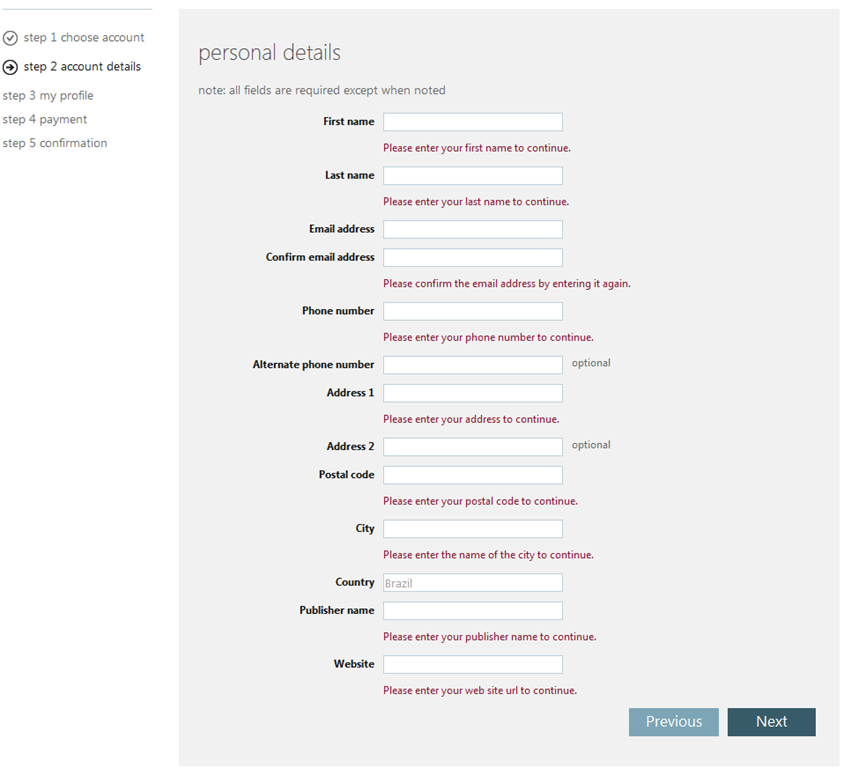 step 1 choose account
step 2 account details
step 3 my profile
step 4 payment
step 5 confirmation
personal details
note: all fields are required except when noted
First name
Please enter your first name to continue.
Last name
Please enter your last name to continue.
Email address
Confirm email address
Please confirm the email address by entering it again.
Phone number
Please enter your phone number to continue.
Alternate phone number optional
Address 1
Please enter your address to continue.
Address 2 optional
Postal code
Please enter your postal code to continue.
City
Please enter the name of the city to continue.
Country Brazil
Publisher name
Please enter your publisher name to continue.
Website
Please enter your web site url to continue.
Previous Next